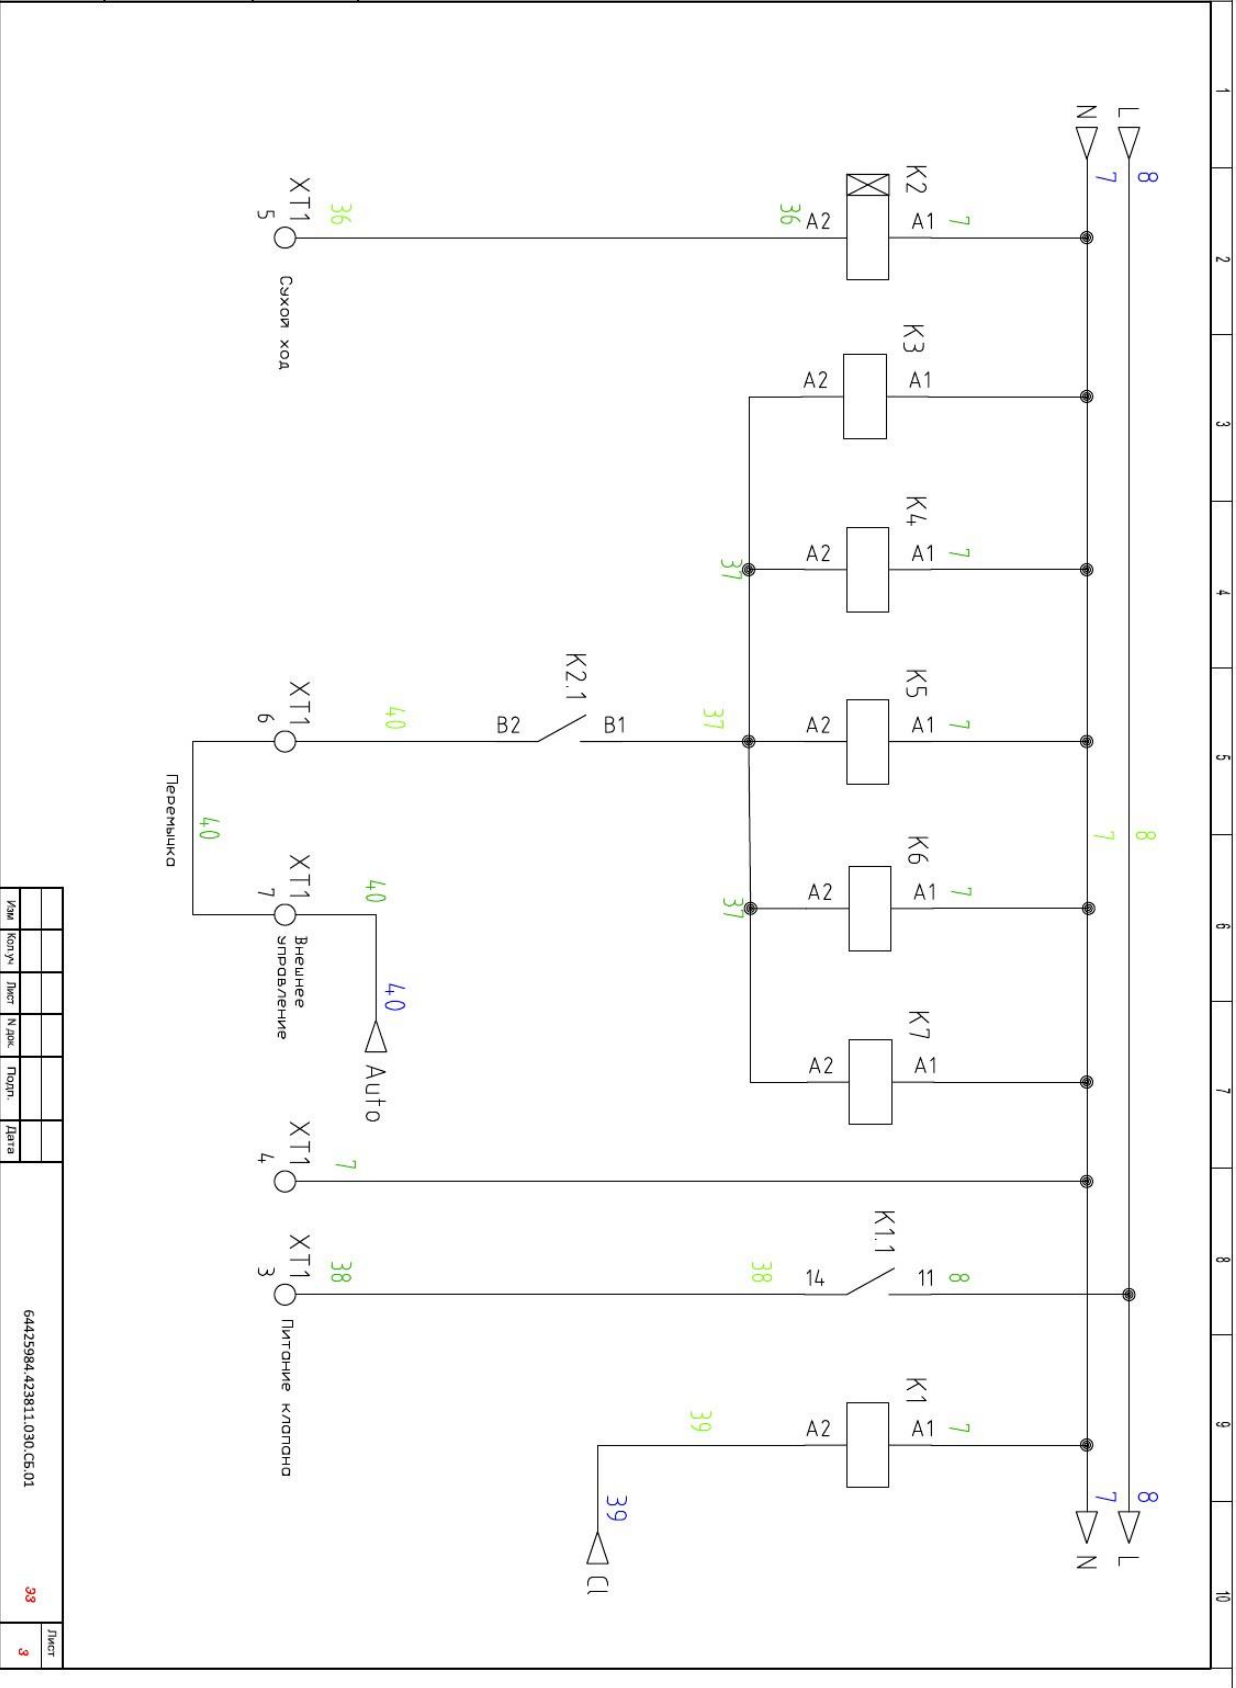 1
2
3
4
5
6
7
8
9
10
L
8
8
8
L
N
7
7
7
N
K2
A1
7
A2
36
36
XT1
5
Сухой ход
K3
A1
A2
K4
A1
7
A2
37
K5
A1
7
A2
37
K2.1
B1
B2
40
XT1
6
40
Перемычка
K6
A1
7
A2
37
XT1
7
Внешнее
управление
40
40
Auto
K7
A1
A2
XT1
4
7
K1.1
11
8
14
38
38
XT1
3
Питание клапана
K1
A1
7
A2
39
39
Cl
Изм
Кол.уч
Лист
N док.
Подп.
Дата
64425984.423811.030.СБ.01
ЭЗ
Лист
3